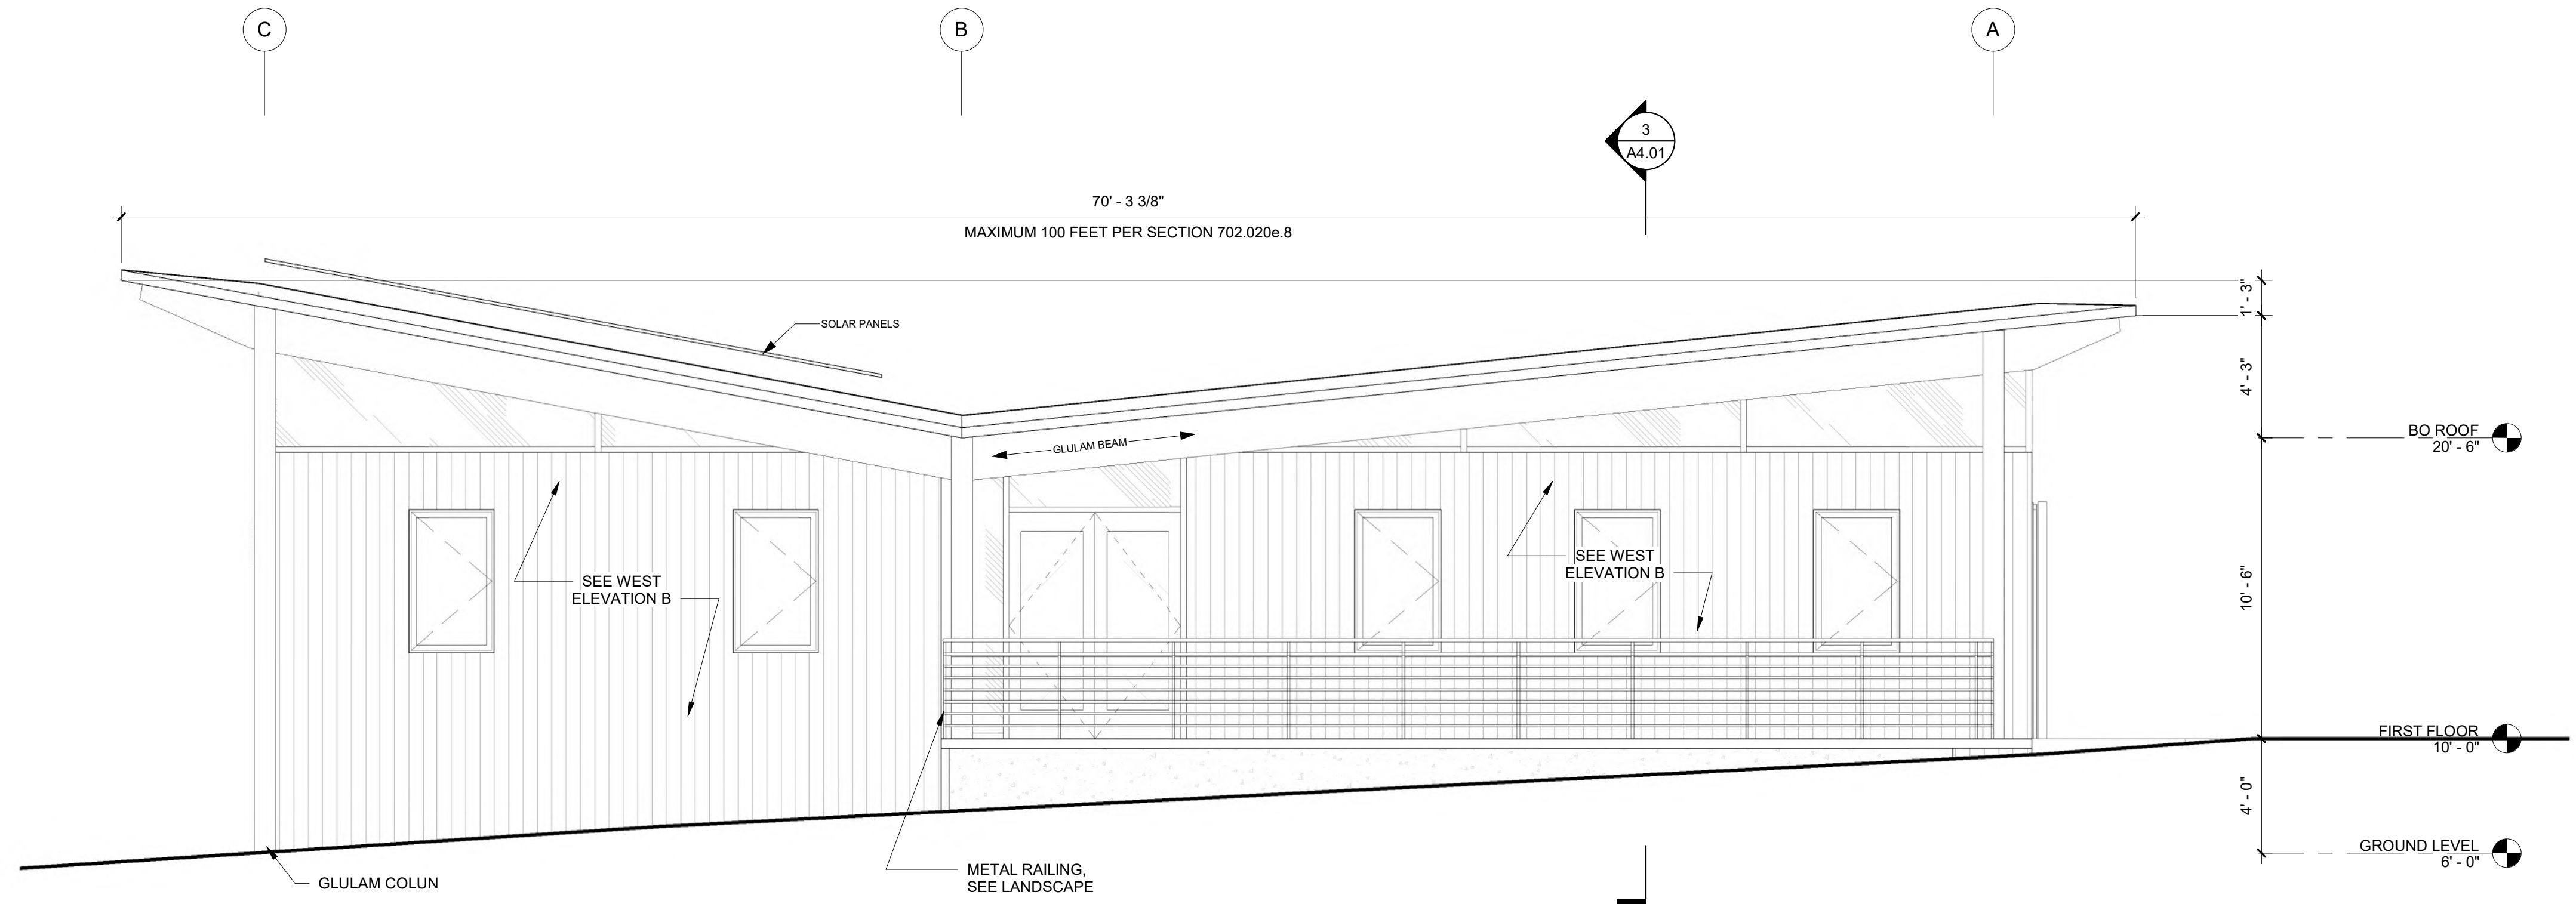 C
B
A
3
A4.01
70' - 3 3/8"
MAXIMUM 100 FEET PER SECTION 702.020e.8
1' - 3"
SOLAR PANELS
4' - 3"
GLULAM BEAM
BO ROOF
20' - 6"
SEE WEST
ELEVATION B
SEE WEST
ELEVATION B
10' - 6"
FIRST FLOOR
10' - 0"
4' - 0"
GROUND LEVEL
6' - 0"
METAL RAILING,
SEE LANDSCAPE
GLULAM COLUN